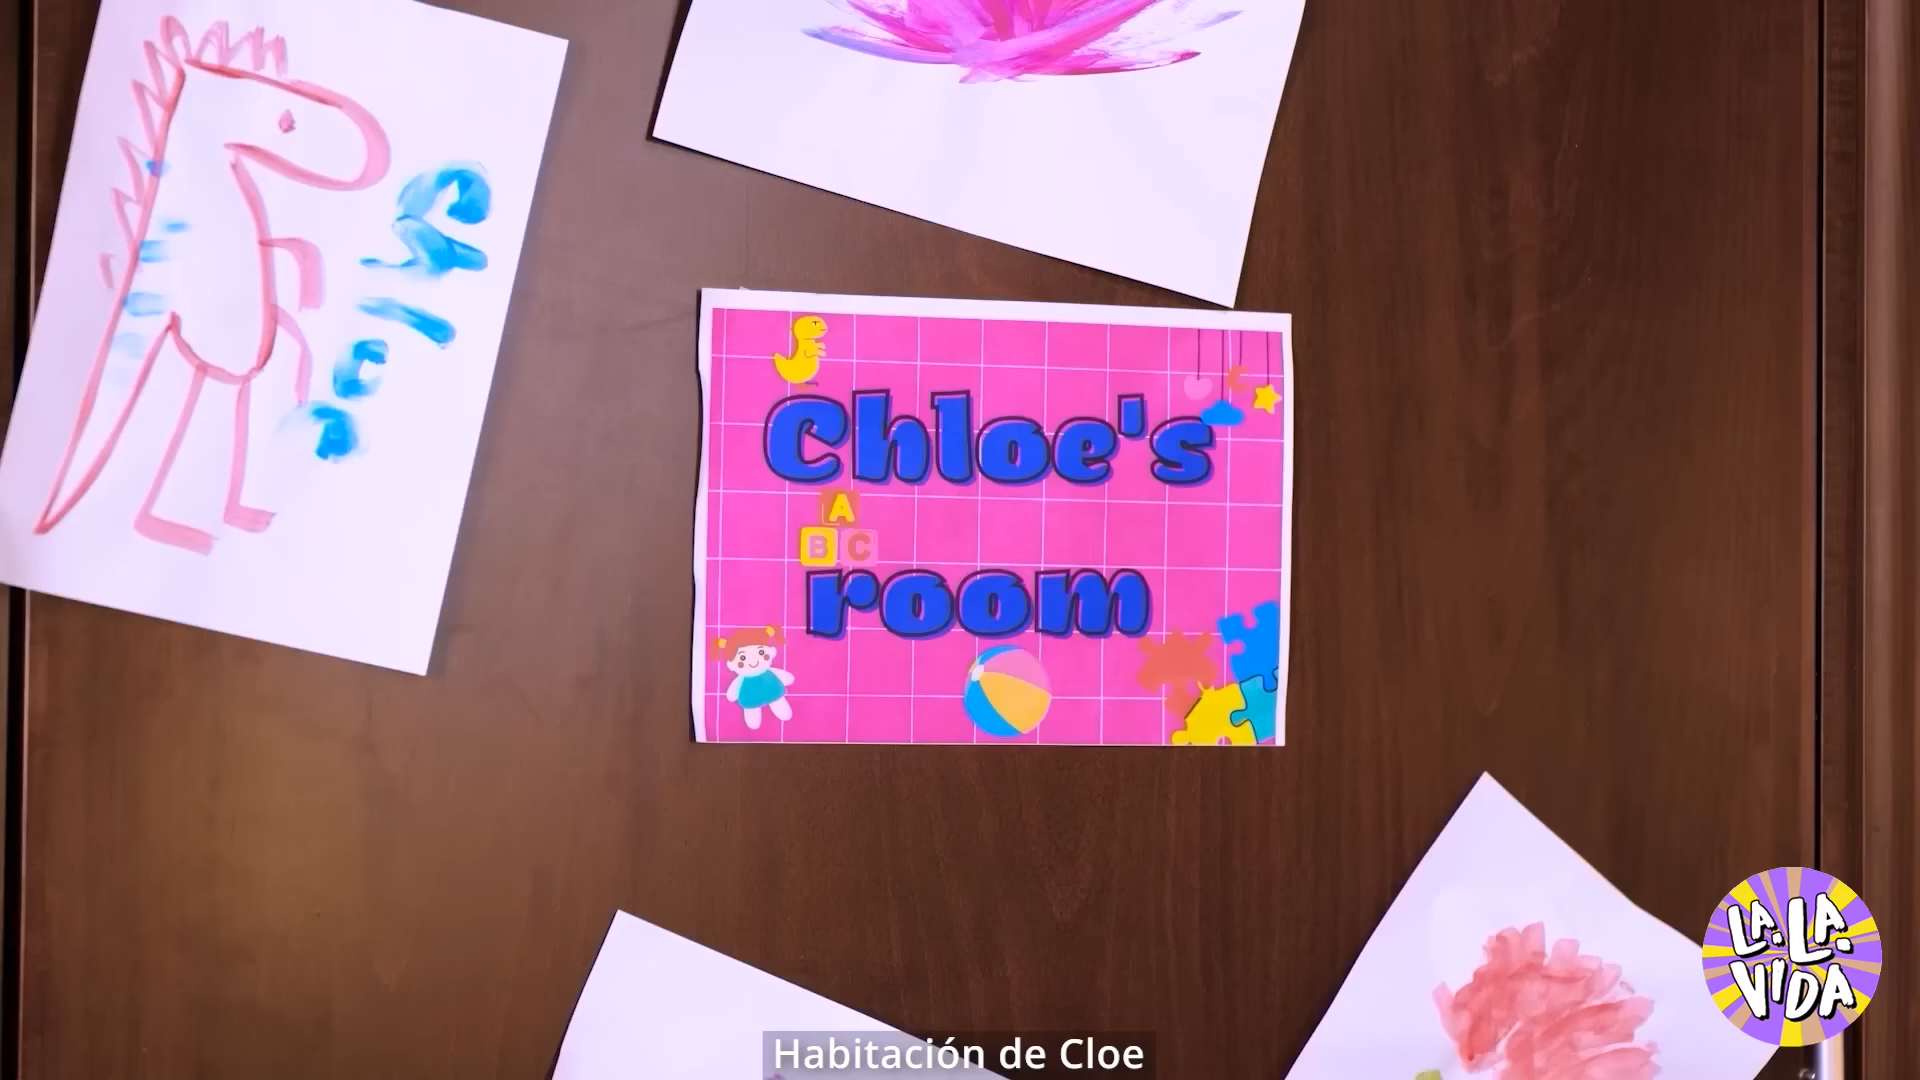 Chloe's
A
B C
room
LA LA
VIDA
Habitación de Cloe